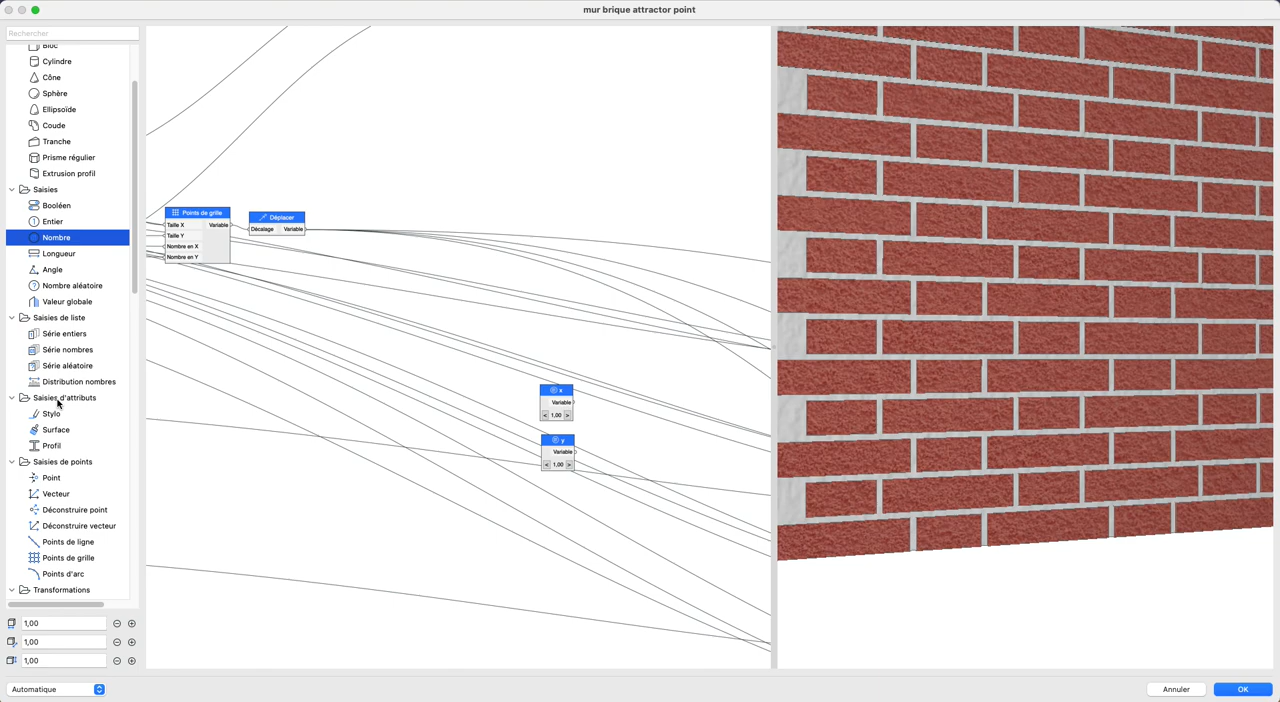 mur brique attractor point
Rechercher
Bloc
Cylindre
Cône
Sphère
Ellipsoïde
Coude
Tranche
Prisme régulier
Extrusion profil
Saisies
Booléen
Entier
Nombre
Longueur
Angle
Nombre aléatoire
Valeur globale
Saisies de liste
Série entiers
Série nombres
Série aléatoire
Distribution nombres
Saisies d'attributs
Stylo
Surface
Profil
Saisies de points
Point
Vecteur
Déconstruire point
Déconstruire vecteur
Points de ligne
Points de grille
Points d'arc
Transformations
1,00
1,00
1,00
Automatique
Points de grille
Taille X Variable
Taille Y
Nombre en X
Nombre en Y
Déplacer
Décalage Variable
x
Variable
< 1,00 >
y
Variable
< 1,00 >
Annuler
OK